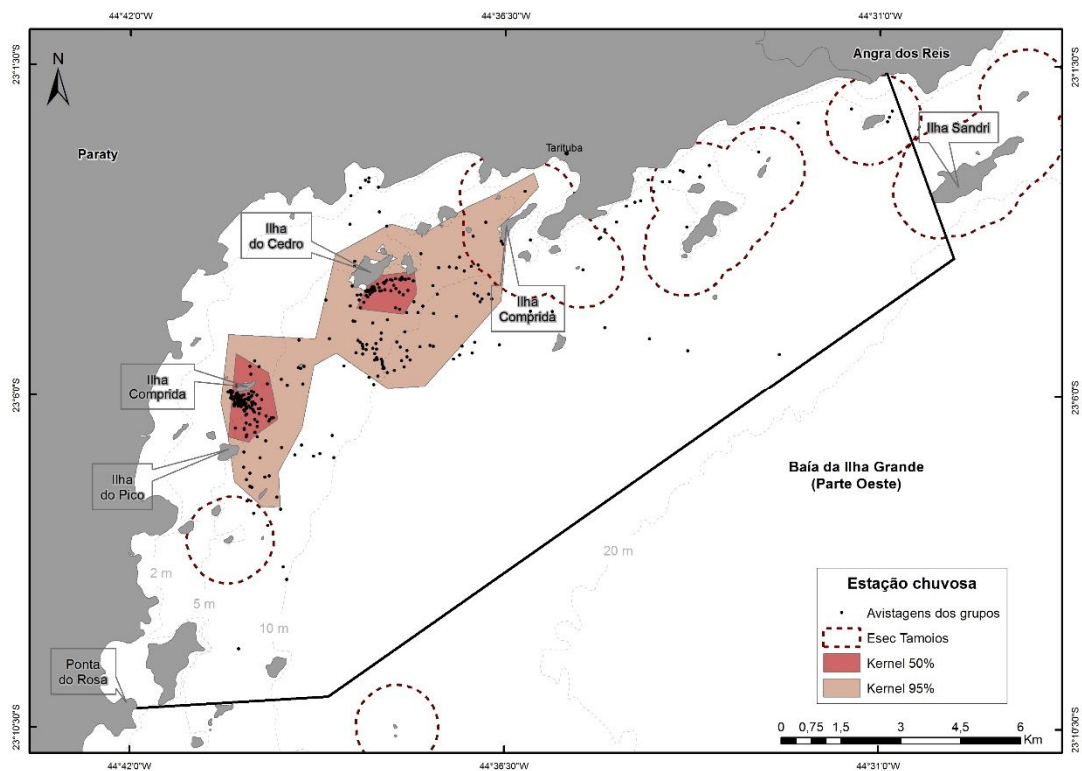 44°42'0"W
44°36'30"W
44°31'0"W
23°1'30"S
23°1'30"S
N
Angra dos Reis
Ilha Sandri
Paraty
Tarituba
Ilha
do Cedro
Ilha
Comprida
Ilha
Comprida
23°6'0"S
23°6'0"S
Ilha
do Pico
Baía da Ilha Grande
(Parte Oeste)
20 m
2 m
5 m
10 m
Estação chuvosa
Avistagens dos grupos
Esec Tamoios
Kernel 50%
Kernel 95%
Ponta
do Rosa
0 0,75 1,5 3 4,5 6
Km
23°10'30"S
23°10'30"S
44°42'0"W
44°36'30"W
44°31'0"W